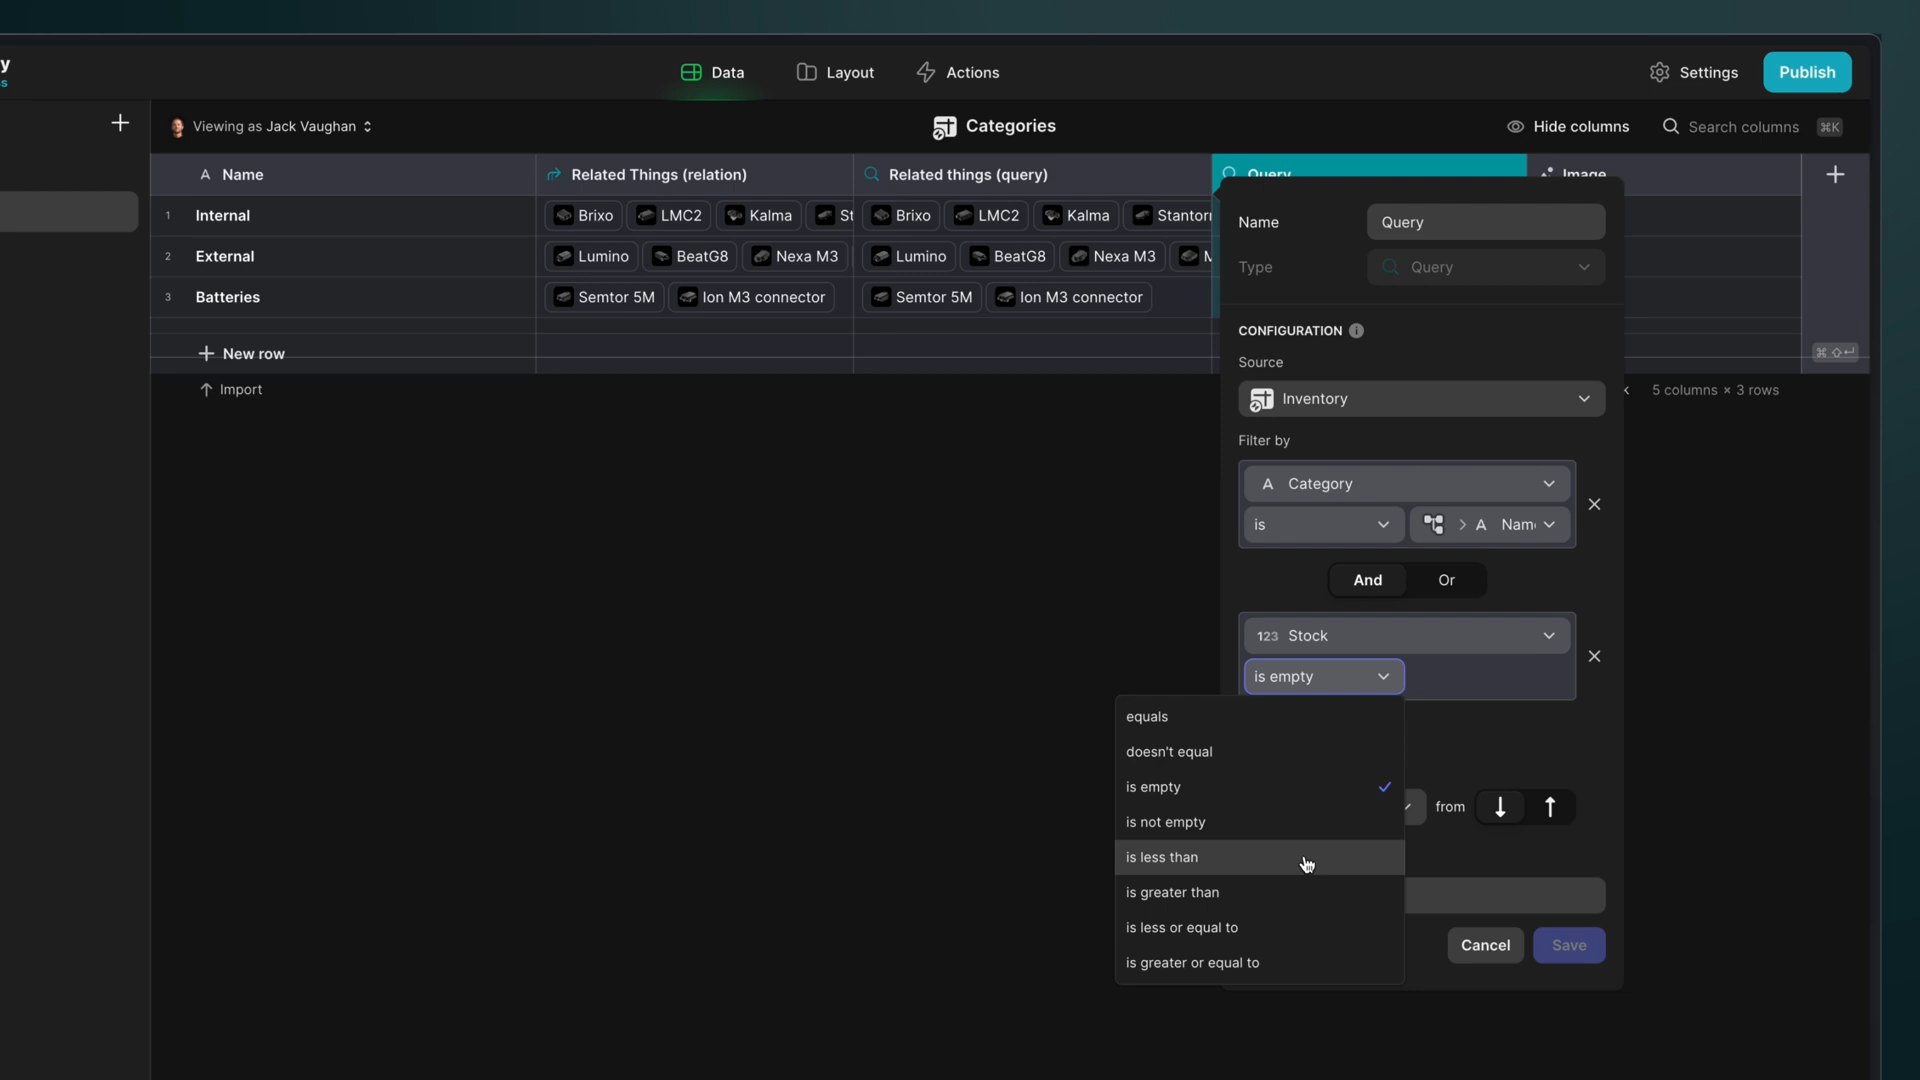 y
s
Data
Layout
Actions
Settings
Publish
Viewing as Jack Vaughan
Categories
Hide columns
Search columns
⌘K
A Name
Related Things (relation)
Related things (query)
Query
Image
1 Internal
Brixo
LMC2
Kalma
St
Brixo
LMC2
Kalma
Stanton
2 External
Lumino
BeatG8
Nexa M3
Lumino
BeatG8
Nexa M3
M
3 Batteries
Semtor 5M
Ion M3 connector
Semtor 5M
Ion M3 connector
New row
⌘ ⇧ ↵
Import
5 columns × 3 rows
Name
Query
Type
Query
CONFIGURATION
Source
Inventory
Filter by
A Category
is
A Nam
And
Or
123 Stock
is empty
equals
doesn't equal
is empty
is not empty
is less than
is greater than
is less or equal to
is greater or equal to
from
Cancel
Save